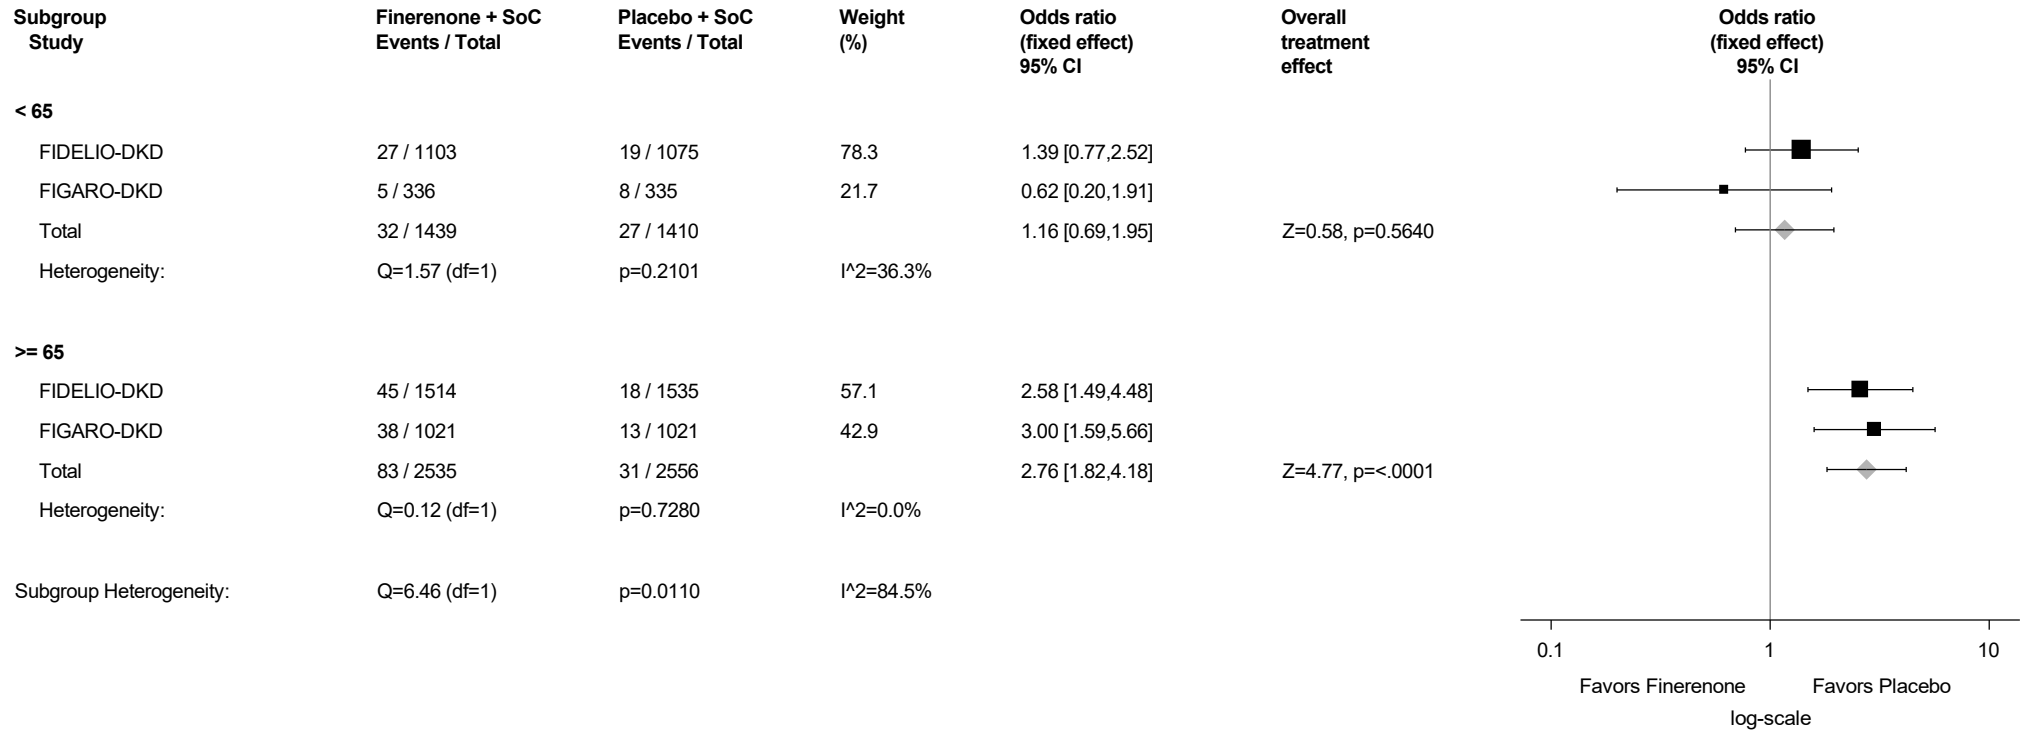 Subgroup Finerenone + SoC Placebo + SoC Weight Odds ratio Overall Odds ratio
Study Events / Total Events / Total (%) (fixed effect) treatment (fixed effect)
95% CI effect 95% CI
< 65
FIDELIO-DKD 27 / 1103 19 / 1075 78.3 1.39 [0.77,2.52]
FIGARO-DKD 5 / 336 8 / 335 21.7 0.62 [0.20,1.91]
Total 32 / 1439 27 / 1410 1.16 [0.69,1.95] Z=0.58, p=0.5640
Heterogeneity: Q=1.57 (df=1) p=0.2101 I^2=36.3%
>= 65
FIDELIO-DKD 45 / 1514 18 / 1535 57.1 2.58 [1.49,4.48]
FIGARO-DKD 38 / 1021 13 / 1021 42.9 3.00 [1.59,5.66]
Total 83 / 2535 31 / 2556 2.76 [1.82,4.18] Z=4.77, p=<.0001
Heterogeneity: Q=0.12 (df=1) p=0.7280 I^2=0.0%
Subgroup Heterogeneity: Q=6.46 (df=1) p=0.0110 I^2=84.5%
0.1 1 10
Favors Finerenone Favors Placebo
log-scale